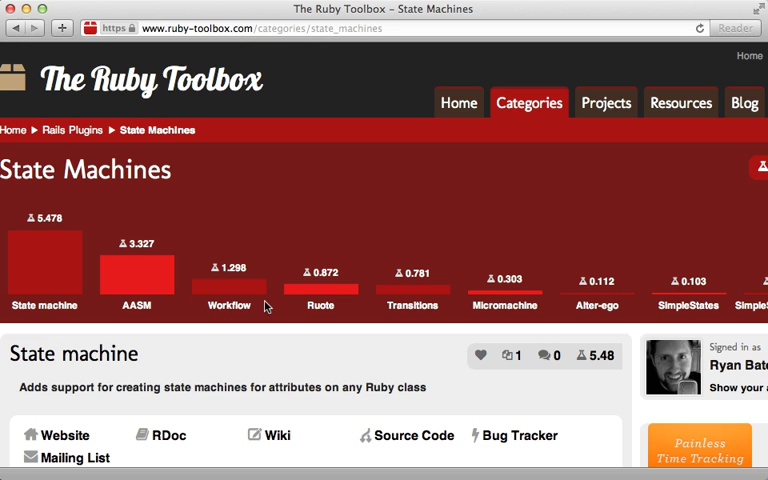 The Ruby Toolbox – State Machines
https www.ruby-toolbox.com/categories/state_machines Reader
Home
The Ruby Toolbox
Home Categories Projects Resources Blog
Home ▶ Rails Plugins ▶ State Machines
State Machines
5.478
3.327
1.298
0.872
0.781
0.303
0.112
0.103
State machine AASM Workflow Ruote Transitions Micromachine Alter-ego SimpleStates
State machine
1 0 5.48
Adds support for creating state machines for attributes on any Ruby class
Website RDoc Wiki Source Code Bug Tracker
Mailing List
Signed in as
Ryan
Show your
Painless
Time Tracking